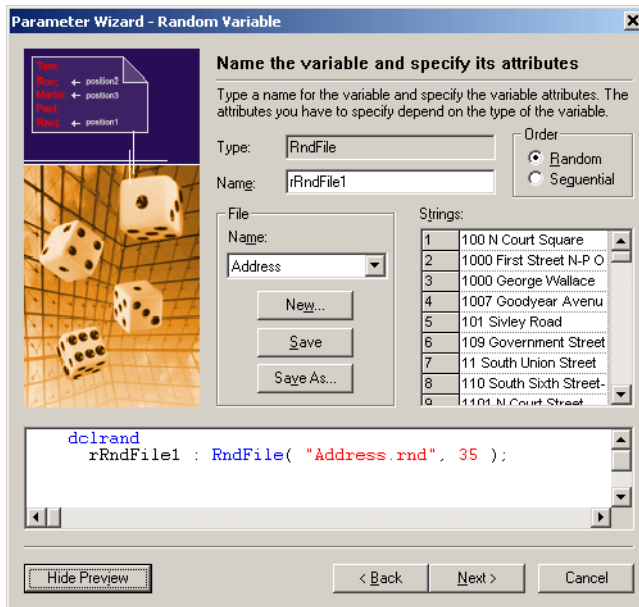 Parameter Wizard - Random Variable
Tom;
Ron; ← position2
Martin; ← position3
Paul;
Raul; ← position1
Name the variable and specify its attributes
Type a name for the variable and specify the variable attributes. The
attributes you have to specify depend on the type of the variable.
Type: RndFile
Name: rRndFile1
Order
Random
Sequential
File
Name:
Address
New...
Save
Save As...
Strings:
1 100 N Court Square
2 1000 First Street N-P O
3 1000 George Wallace
4 1007 Goodyear Avenu
5 101 Sivley Road
6 109 Government Street
7 11 South Union Street
8 110 South Sixth Street-
9 1101 N Court Street
dclrand
rRndFile1 : RndFile( "Address.rnd", 35 );
Hide Preview
< Back
Next >
Cancel